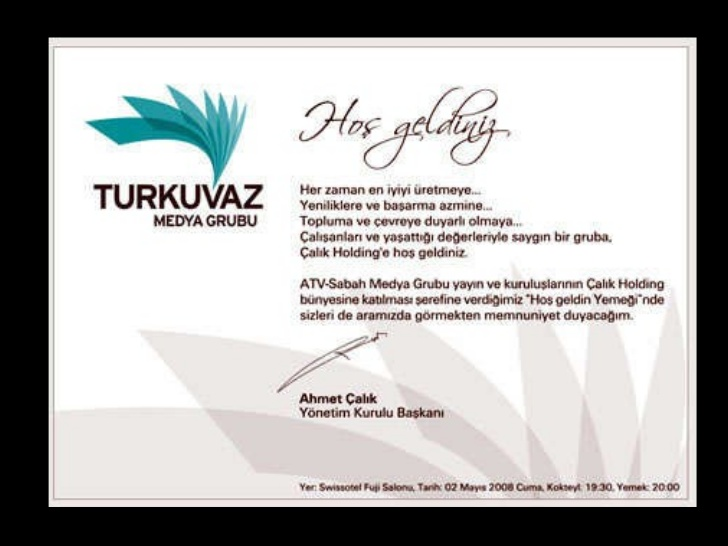 TURKUVAZ
MEDYA GRUBU
Hoş geldiniz
Her zaman en iyiyi üretmeye...
Yeniliklere ve başarma azmine...
Topluma ve çevreye duyarlı olmaya...
Çalışanları ve yaşattığı değerleriyle saygın bir gruba,
Çalık Holding'e hoş geldiniz.
ATV-Sabah Medya Grubu yayın ve kuruluşlarının Çalık Holding
bünyesine katılması şerefine verdiğimiz "Hoş geldin Yemeği"nde
sizleri de aramızda görmekten memnuniyet duyacağım.
Ahmet Çalık
Yönetim Kurulu Başkanı
Yer: Swissotel Fuji Salonu, Tarih: 02 Mayıs 2008 Cuma, Kokteyl: 19:30, Yemek: 20:00